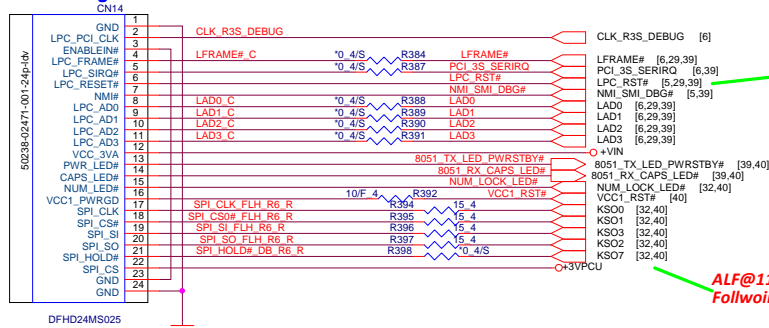 CN14
GND 1
LPC_PCI_CLK 2 CLK_R3S_DEBUG CLK_R3S_DEBUG [6]
ENABLEIN# 3
LPC_FRAME# 4 LFRAME#_C *0_4/S R384 LFRAME# LFRAME# [6,29,39]
LPC_SIRQ# 5 *0_4/S R387 PCI_3S_SERIRQ PCI_3S_SERIRQ [6,39]
LPC_RESET# 6 LPC_RST# LPC_RST# [5,29,39]
NMI# 7 NMI_SMI_DBG# NMI_SMI_DBG# [5,39]
LPC_AD0 8 LAD0_C *0_4/S R388 LAD0 LAD0 [6,29,39]
LPC_AD1 9 LAD1_C *0_4/S R389 LAD1 LAD1 [6,29,39]
LPC_AD2 10 LAD2_C *0_4/S R390 LAD2 LAD2 [6,29,39]
LPC_AD3 11 LAD3_C *0_4/S R391 LAD3 LAD3 [6,29,39]
VCC_3VA 12 +VIN
PWR_LED# 13 8051_TX_LED_PWRSTBY# 8051_TX_LED_PWRSTBY# [39,40]
CAPS_LED# 14 8051_RX_CAPS_LED# 8051_RX_CAPS_LED# [39,40]
NUM_LED# 15 NUM_LOCK_LED# NUM_LOCK_LED# [32,40]
VCC1_PWRGD 16 10/F_4 R392 VCC1_RST# VCC1_RST# [40]
SPI_CLK 17 SPI_CLK_FLH_R6_R R394 15_4 KSO0 [32,40]
SPI_CS# 18 SPI_CS0#_FLH_R6_R R395 15_4 KSO1 [32,40]
SPI_SI 19 SPI_SI_FLH_R6_R R396 15_4 KSO3 [32,40]
SPI_SO 20 SPI_SO_FLH_R6_R R397 15_4 KSO2 [32,40]
SPI_HOLD# 21 SPI_HOLD#_DB_R6_R R398 *0_4/S KSO7 [32,40]
SPI_CS 22 +3VPCU
GND 23
GND 24
50238-02471-001-24p-ldv
DFHD24MS025
ALF@11
Follwoi